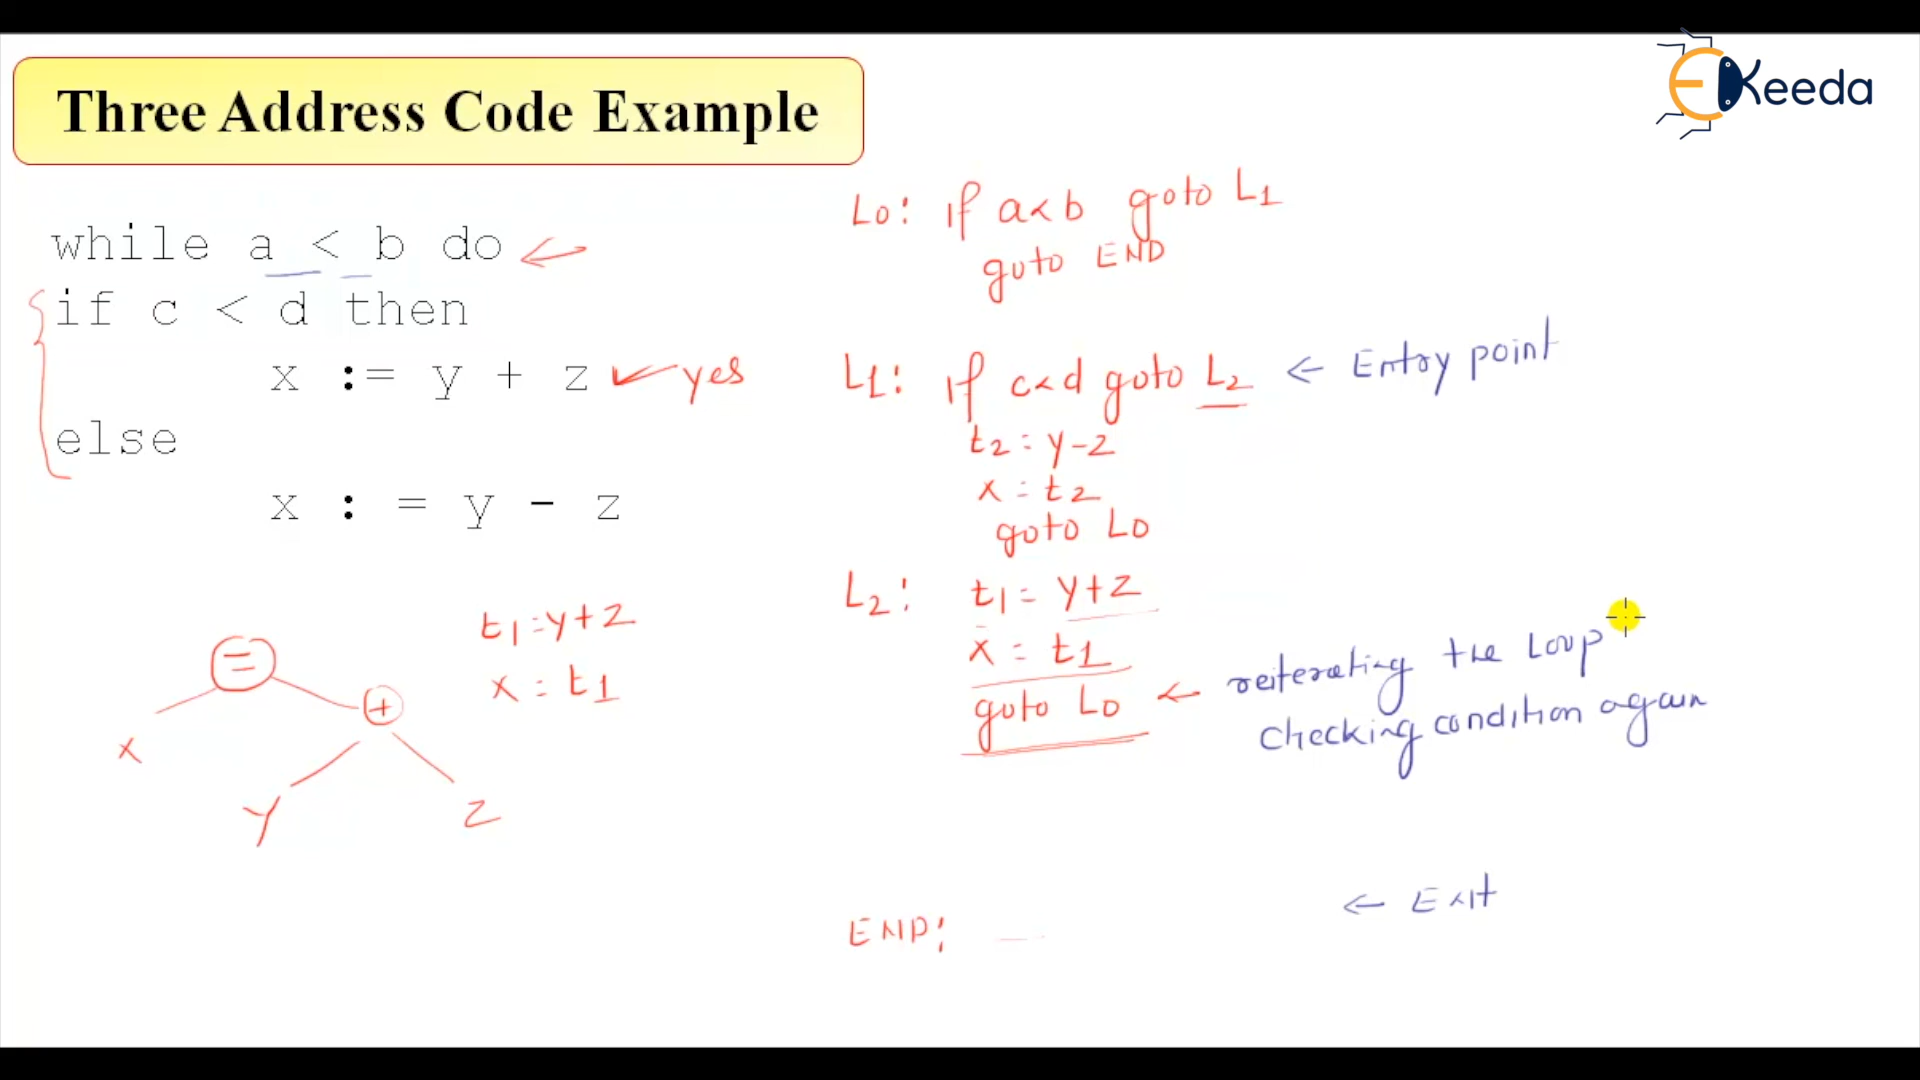 Three Address Code Example
EKeeda
while a < b do
if c < d then
x := y + z yes
else
x : = y - z
t1 = y+z
x = t1
=
x
+
y
z
L0: if a<b goto L1
goto END
L1: if c<d goto L2 ← Entry point
t2 = y-z
x = t2
goto L0
L2: t1 = y+z
x = t1
goto L0 ← reiterating the Loop
checking condition again
← Exit
END: